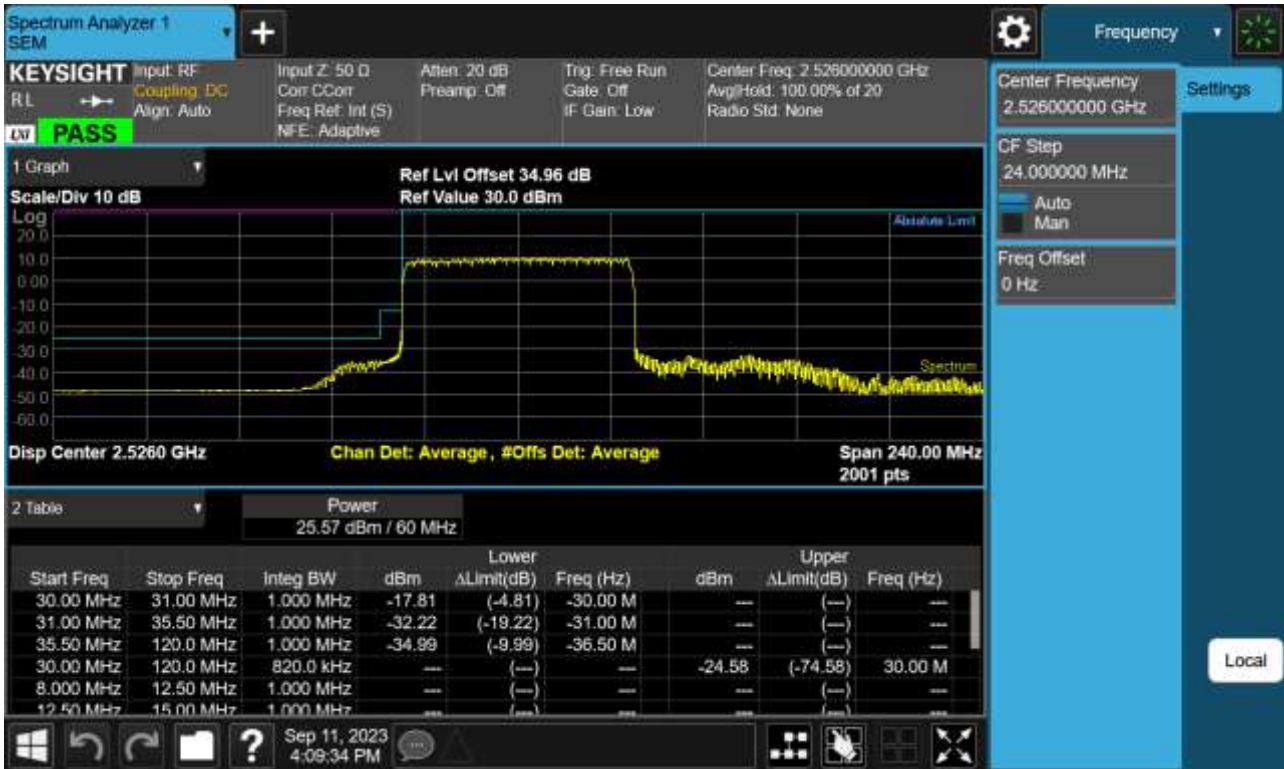 Spectrum Analyzer 1
SEM
+
Frequency
KEYSIGHT
RL
LXI
PASS
Input: RF
Coupling: DC
Align: Auto
Input Z: 50 Ω
Corr CCorr
Freq Ref: Int (S)
NFE: Adaptive
Atten: 20 dB
Preamp: Off
Trig: Free Run
Gate: Off
IF Gain: Low
Center Freq: 2.526000000 GHz
Avg|Hold: 100.00% of 20
Radio Std: None
Center Frequency
2.526000000 GHz
Settings
CF Step
24.000000 MHz
Auto
Man
Freq Offset
0 Hz
1 Graph
Scale/Div 10 dB
Ref Lvl Offset 34.96 dB
Ref Value 30.0 dBm
Log
20.0
10.0
0.00
-10.0
-20.0
-30.0
-40.0
-50.0
-60.0
Absolute Limit
Spectrum
Disp Center 2.5260 GHz
Chan Det: Average, #Offs Det: Average
Span 240.00 MHz
2001 pts
2 Table
Power
25.57 dBm / 60 MHz
Lower Upper
Start Freq Stop Freq Integ BW dBm ΔLimit(dB) Freq (Hz) dBm ΔLimit(dB) Freq (Hz)
30.00 MHz 31.00 MHz 1.000 MHz -17.81 (-4.81) -30.00 M --- (---) ---
31.00 MHz 35.50 MHz 1.000 MHz -32.22 (-19.22) -31.00 M --- (---) ---
35.50 MHz 120.0 MHz 1.000 MHz -34.99 (-9.99) -36.50 M --- (---) ---
30.00 MHz 120.0 MHz 820.0 kHz --- (---) --- -24.58 (-74.58) 30.00 M
8.000 MHz 12.50 MHz 1.000 MHz --- (---) --- --- (---) ---
12.50 MHz 15.00 MHz 1.000 MHz --- (---) --- --- (---) ---
Local
?
Sep 11, 2023
4:09:34 PM